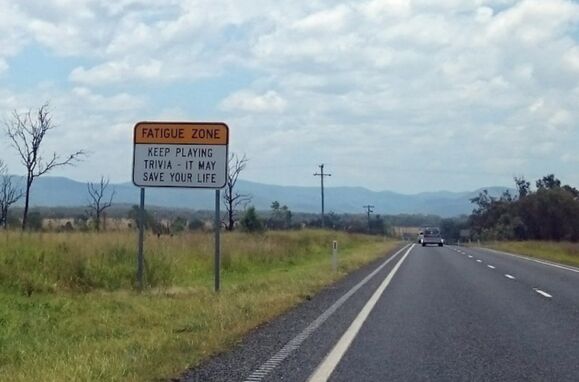 FATIGUE ZONE
KEEP PLAYING
TRIVIA - IT MAY
SAVE YOUR LIFE